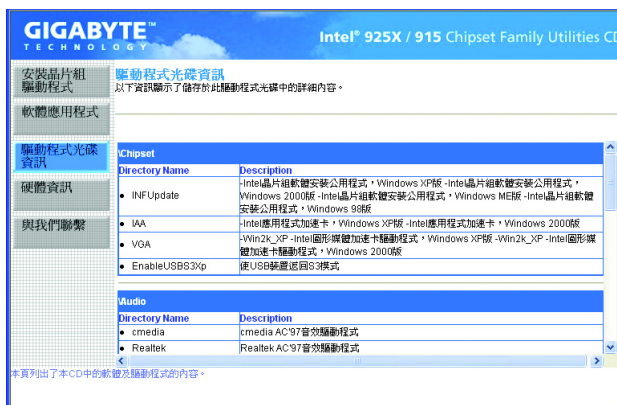 GIGABYTE™
TECHNOLOGY
Intel® 925X / 915 Chipset Family Utilities CD
安裝晶片組
驅動程式
軟體應用程式
驅動程式光碟
資訊
硬體資訊
與我們聯繫
驅動程式光碟資訊
以下資訊顯示了儲存於此驅動程式光碟中的詳細內容。
\Chipset
Directory Name Description
• INFUpdate
-Intel晶片組軟體安裝公用程式，Windows XP版 -Intel晶片組軟體安裝公用程式，
Windows 2000版 -Intel晶片組軟體安裝公用程式，Windows ME版 -Intel晶片組軟體
安裝公用程式，Windows 98版
• IAA -Intel應用程式加速卡，Windows XP版 -Intel應用程式加速卡，Windows 2000版
• VGA
-Win2k_XP -Intel圖形媒體加速卡驅動程式，Windows XP版 -Win2k_XP -Intel圖形媒
體加速卡驅動程式，Windows 2000版
• EnableUSBS3Xp 使USB裝置返回S3模式
\Audio
Directory Name Description
• cmedia cmedia AC'97音效驅動程式
• Realtek Realtek AC'97音效驅動程式
本頁列出了本CD中的軟體及驅動程式的內容。